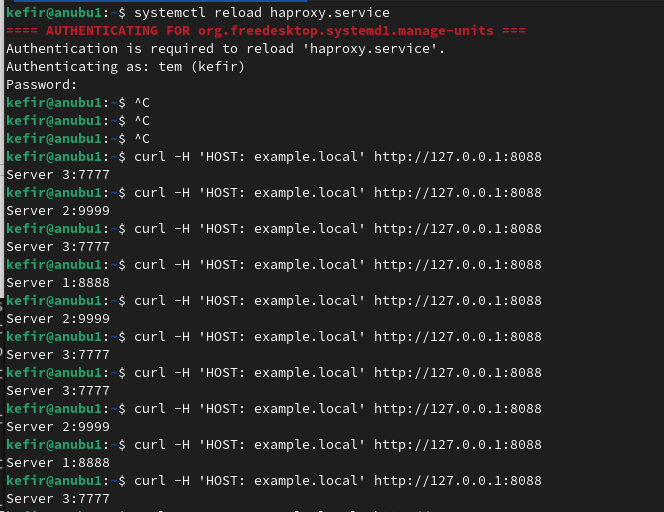 kefir@anubu1:~$ systemctl reload haproxy.service
==== AUTHENTICATING FOR org.freedesktop.systemd1.manage-units ===
Authentication is required to reload 'haproxy.service'.
Authenticating as: tem (kefir)
Password:
kefir@anubu1:~$ ^C
kefir@anubu1:~$ ^C
kefir@anubu1:~$ ^C
kefir@anubu1:~$ curl -H 'HOST: example.local' http://127.0.0.1:8088
Server 3:7777
kefir@anubu1:~$ curl -H 'HOST: example.local' http://127.0.0.1:8088
Server 2:9999
kefir@anubu1:~$ curl -H 'HOST: example.local' http://127.0.0.1:8088
Server 3:7777
kefir@anubu1:~$ curl -H 'HOST: example.local' http://127.0.0.1:8088
Server 1:8888
kefir@anubu1:~$ curl -H 'HOST: example.local' http://127.0.0.1:8088
Server 2:9999
kefir@anubu1:~$ curl -H 'HOST: example.local' http://127.0.0.1:8088
Server 3:7777
kefir@anubu1:~$ curl -H 'HOST: example.local' http://127.0.0.1:8088
Server 3:7777
kefir@anubu1:~$ curl -H 'HOST: example.local' http://127.0.0.1:8088
Server 2:9999
kefir@anubu1:~$ curl -H 'HOST: example.local' http://127.0.0.1:8088
Server 1:8888
kefir@anubu1:~$ curl -H 'HOST: example.local' http://127.0.0.1:8088
Server 3:7777